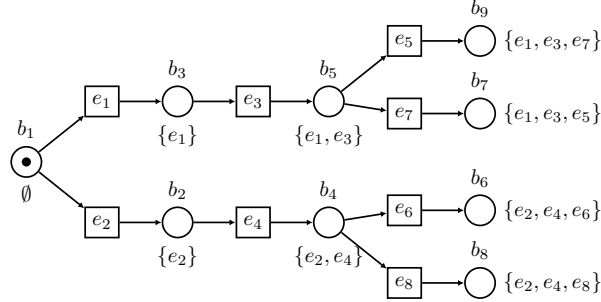 b₉
e₅ {e₁, e₃, e₇}
b₃ b₅ b₇
e₁ e₃ e₇ {e₁, e₃, e₅}
b₁ {e₁} {e₁, e₃}
∅ b₂ b₄ b₆
e₂ e₄ e₆ {e₂, e₄, e₆}
{e₂} {e₂, e₄} b₈
e₈ {e₂, e₄, e₈}